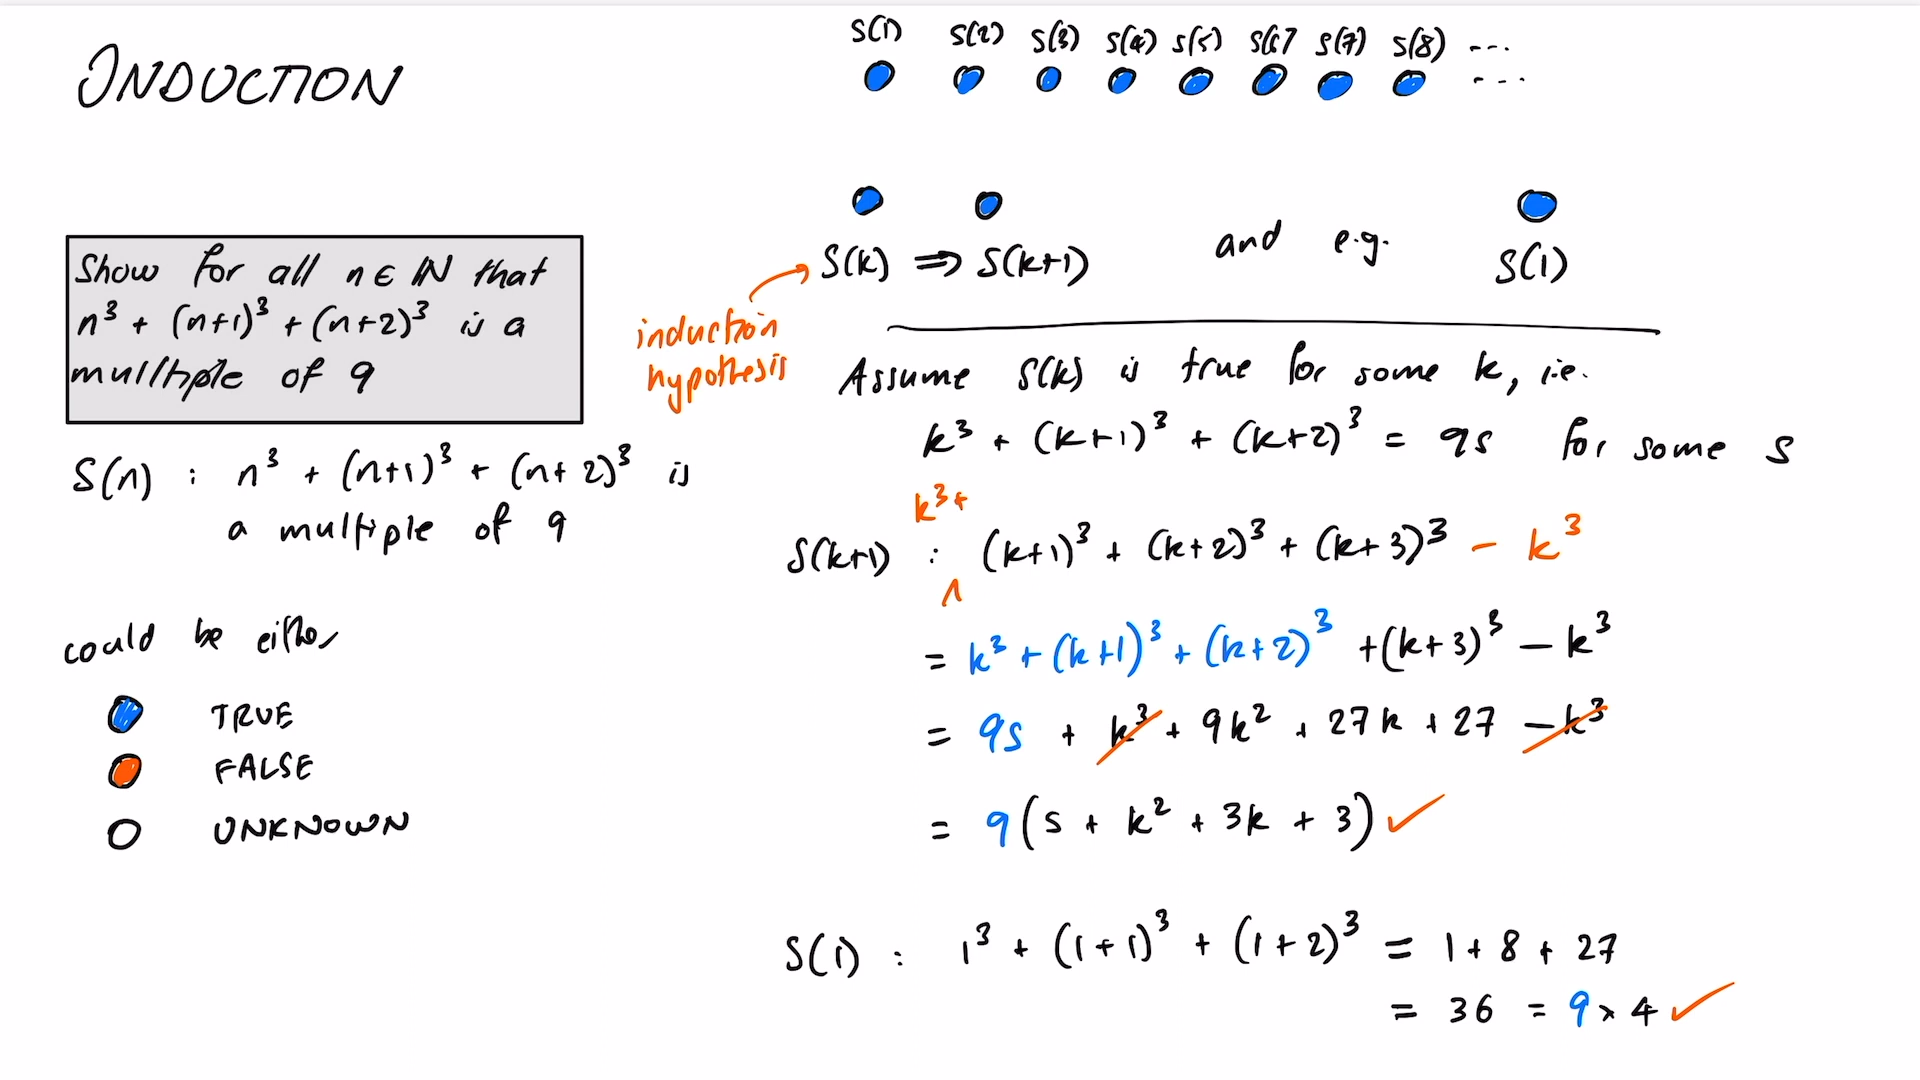 INDUCTION
S(1) S(2) S(3) S(4) S(5) S(6) S(7) S(8) ...
...
Show for all n ∈ ℕ that
n³ + (n+1)³ + (n+2)³ is a
multiple of 9
S(n) : n³ + (n+1)³ + (n+2)³ is
a multiple of 9
could be either
TRUE
FALSE
UNKNOWN
S(k) ⇒ S(k+1) and e.g. S(1)
induction
hypothesis
Assume S(k) is true for some k, i.e.
k³ + (k+1)³ + (k+2)³ = 9s for some s
k³+
S(k+1) : (k+1)³ + (k+2)³ + (k+3)³ − k³
= k³ + (k+1)³ + (k+2)³ + (k+3)³ − k³
= 9s + k³ + 9k² + 27k + 27 − k³
= 9(s + k² + 3k + 3) ✓
S(1) : 1³ + (1+1)³ + (1+2)³ = 1 + 8 + 27
= 36 = 9 × 4 ✓